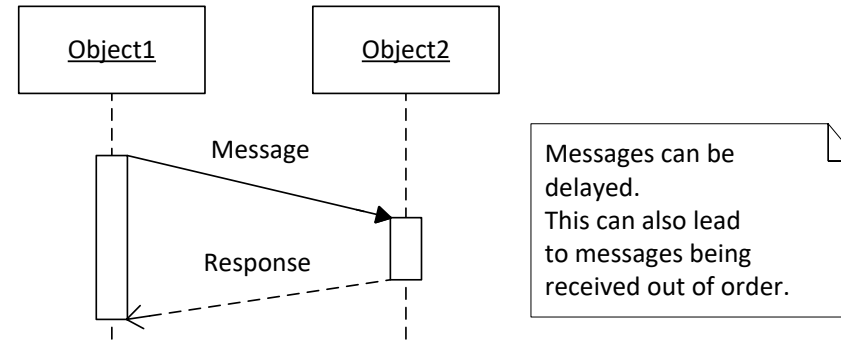 Object1
Object2
Message
Response
Messages can be
delayed.
This can also lead
to messages being
received out of order.